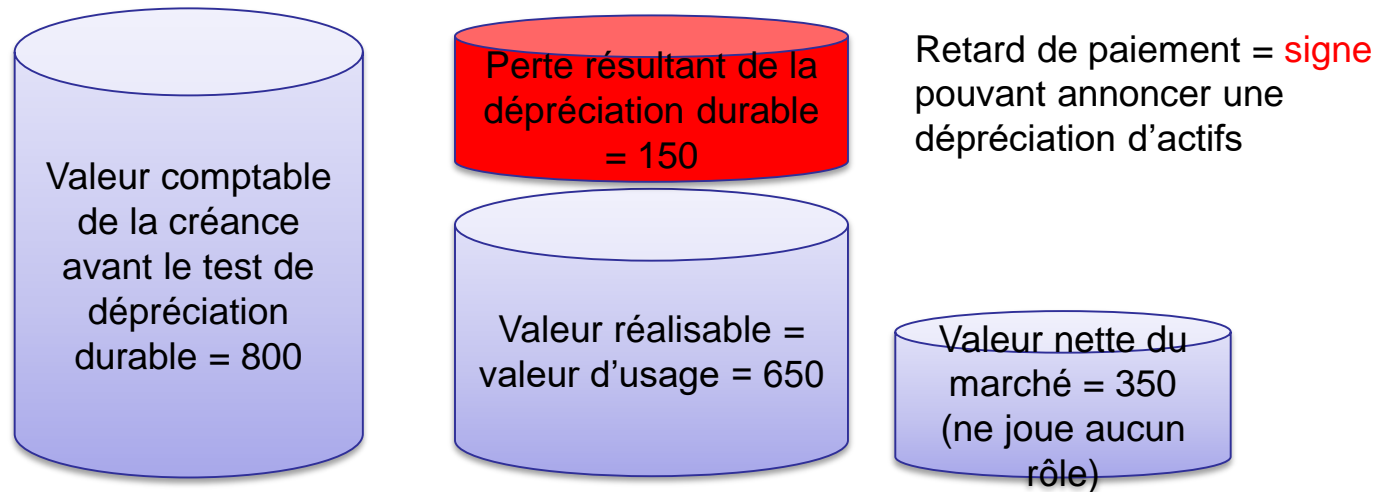 Valeur comptable
de la créance
avant le test de
dépréciation
durable = 800
Perte résultant de la
dépréciation durable
= 150
Valeur réalisable =
valeur d’usage = 650
Retard de paiement = signe
pouvant annoncer une
dépréciation d’actifs
Valeur nette du
marché = 350
(ne joue aucun
rôle)